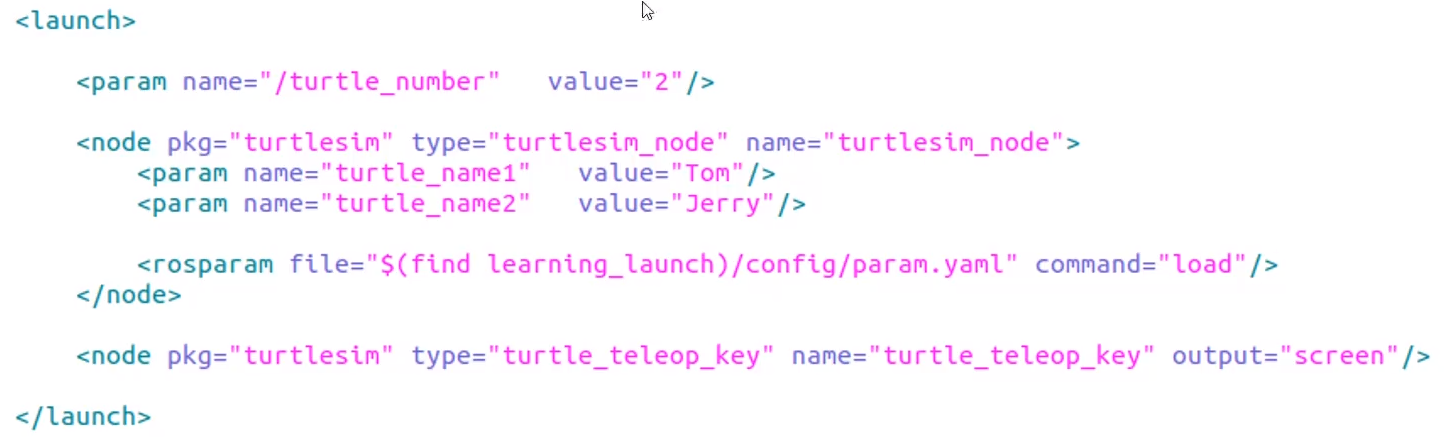 <launch>
<param name="/turtle_number"   value="2"/>
<node pkg="turtlesim" type="turtlesim_node" name="turtlesim_node">
<param name="turtle_name1"   value="Tom"/>
<param name="turtle_name2"   value="Jerry"/>
<rosparam file="$(find learning_launch)/config/param.yaml" command="load"/>
</node>
<node pkg="turtlesim" type="turtle_teleop_key" name="turtle_teleop_key" output="screen"/>
</launch>